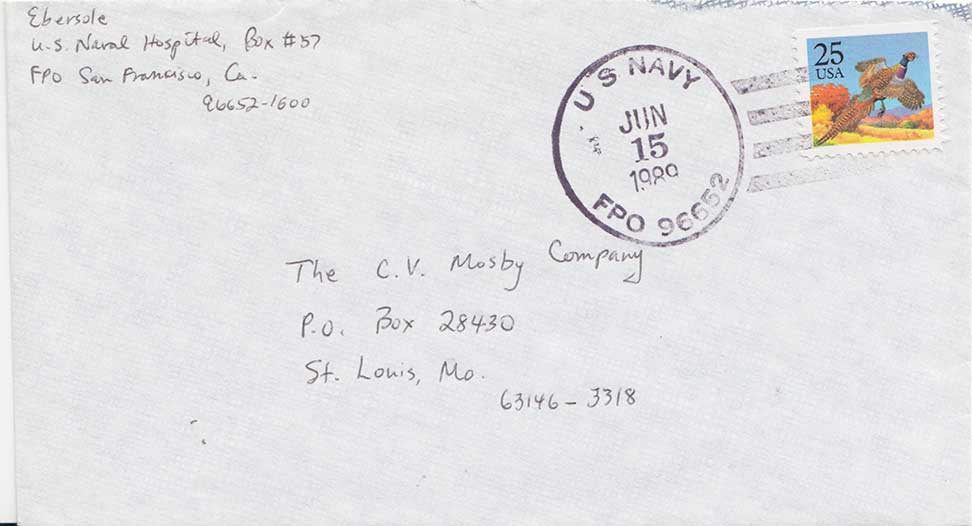 Ebersole
U.S. Naval Hospital, Box #57
FPO San Francisco, Ca.
96652-1600
U S NAVY
JUN
15
1989
FPO 96652
25
USA
The C.V. Mosby Company
P.O. Box 28430
St. Louis, Mo.
63146-3318